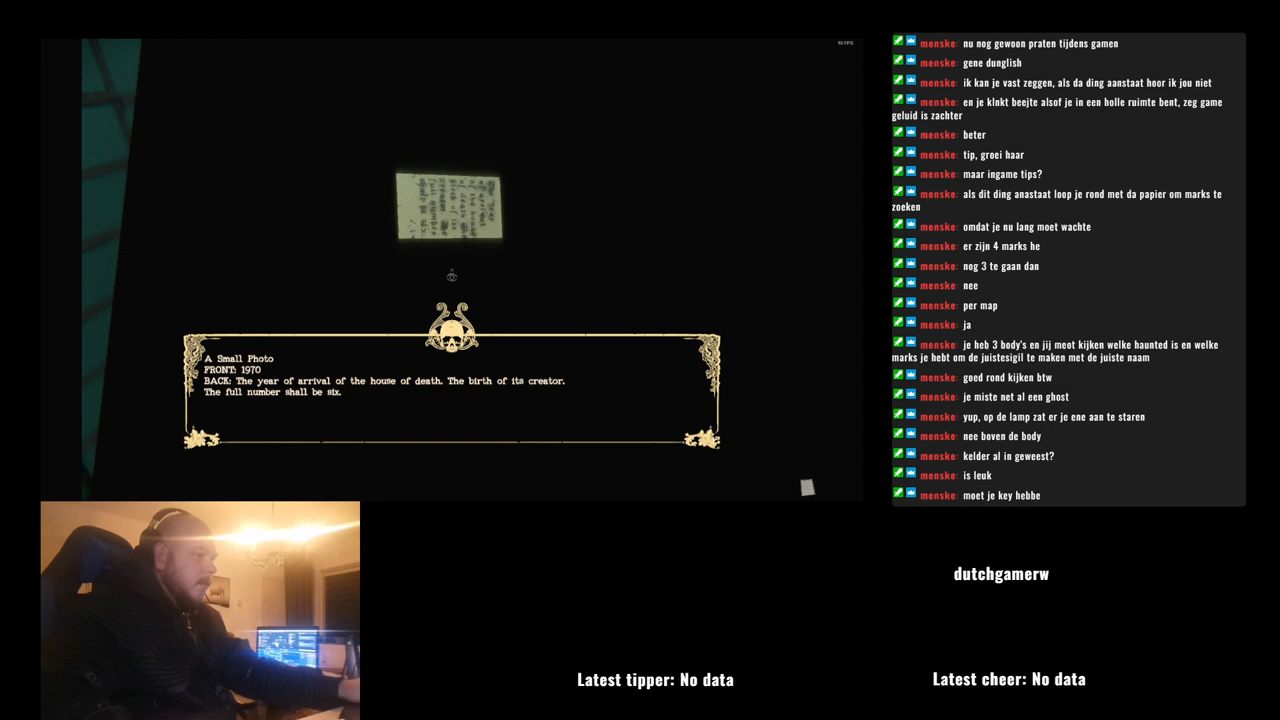 93 FPS
A Small Photo
FRONT: 1970
BACK: The year of arrival of the house of death. The birth of its creator.
The full number shall be six.
menske: nu nog gewoon praten tijdens gamen
menske: gene dunglish
menske: ik kan je vast zeggen, als da ding aanstaat hoor ik jou niet
menske: en je klnkt beejte alsof je in een holle ruimte bent, zeg game
geluid is zachter
menske: beter
menske: tip, groei haar
menske: maar ingame tips?
menske: als dit ding anastaat loop je rond met da papier om marks te
zoeken
menske: omdat je nu lang moet wachte
menske: er zijn 4 marks he
menske: nog 3 te gaan dan
menske: nee
menske: per map
menske: ja
menske: je heb 3 body's en jij meot kijken welke haunted is en welke
marks je hebt om de juistesigil te maken met de juiste naam
menske: goed rond kijken btw
menske: je miste net al een ghost
menske: yup, op de lamp zat er je ene aan te staren
menske: nee boven de body
menske: kelder al in geweest?
menske: is leuk
menske: moet je key hebbe
dutchgamerw
Latest tipper: No data
Latest cheer: No data